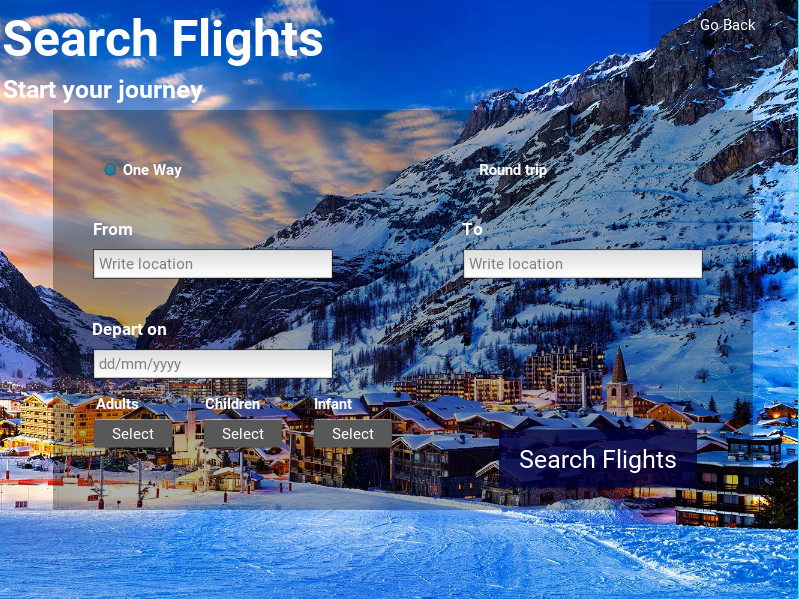 Search Flights
Go Back
Start your journey
One Way
Round trip
From
To
Write location
Write location
Depart on
dd/mm/yyyy
Adults
Children
Infant
Select
Select
Select
Search Flights